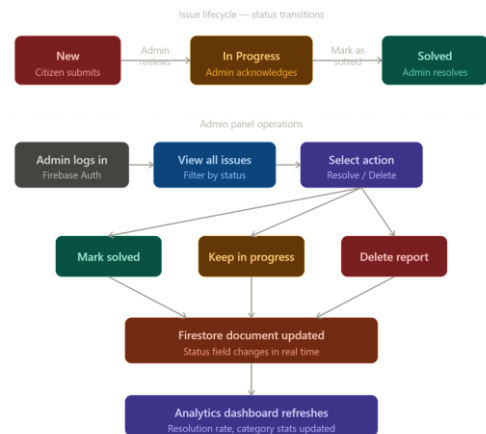 Issue lifecycle — status transitions
New
Citizen submits
Admin
reviews
In Progress
Admin acknowledges
Mark as
solved
Solved
Admin resolves
Admin panel operations
Admin logs in
Firebase Auth
View all issues
Filter by status
Select action
Resolve / Delete
Mark solved
Keep in progress
Delete report
Firestore document updated
Status field changes in real time
Analytics dashboard refreshes
Resolution rate, category stats updated